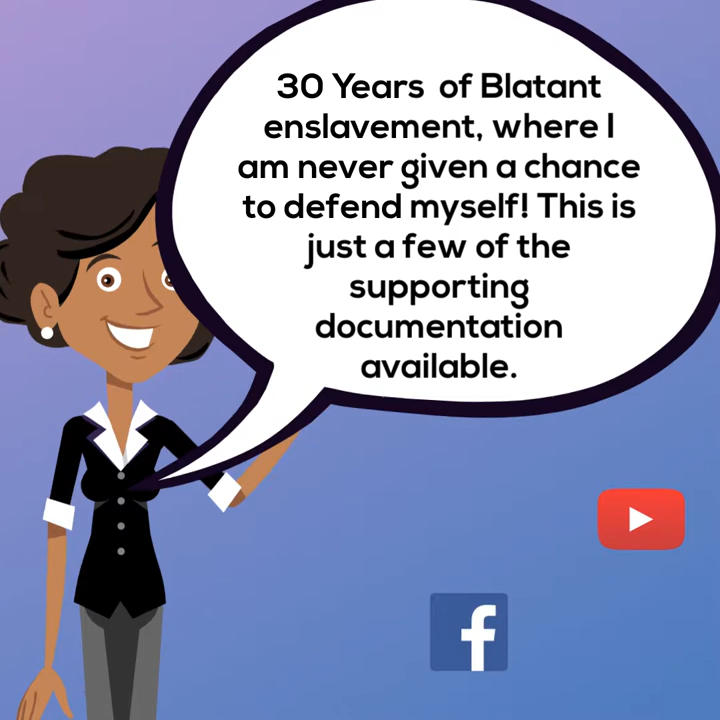 30 Years of Blatant
enslavement, where I
am never given a chance
to defend myself! This is
just a few of the
supporting
documentation
available.
f